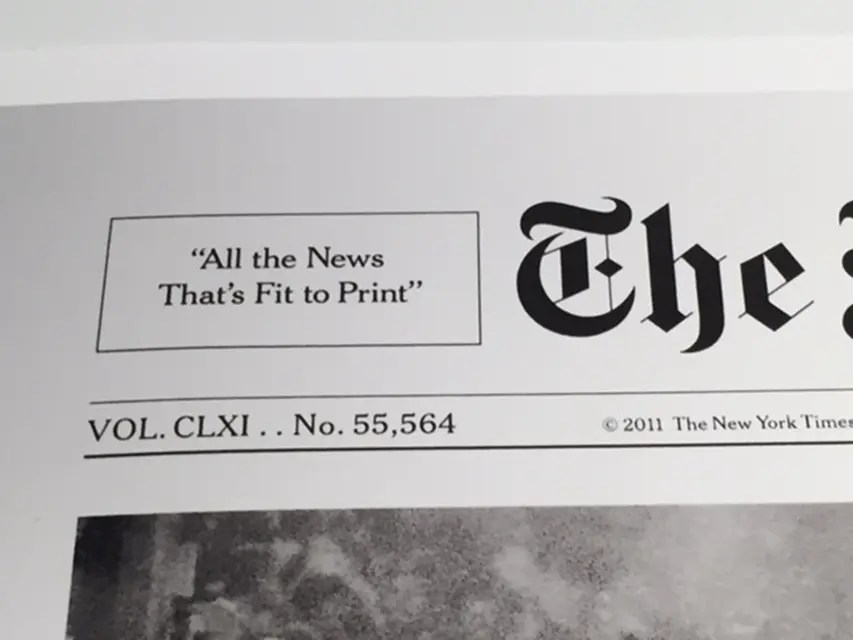 “All the News
That’s Fit to Print”
The
VOL. CLXI . . No. 55,564
© 2011 The New York Times